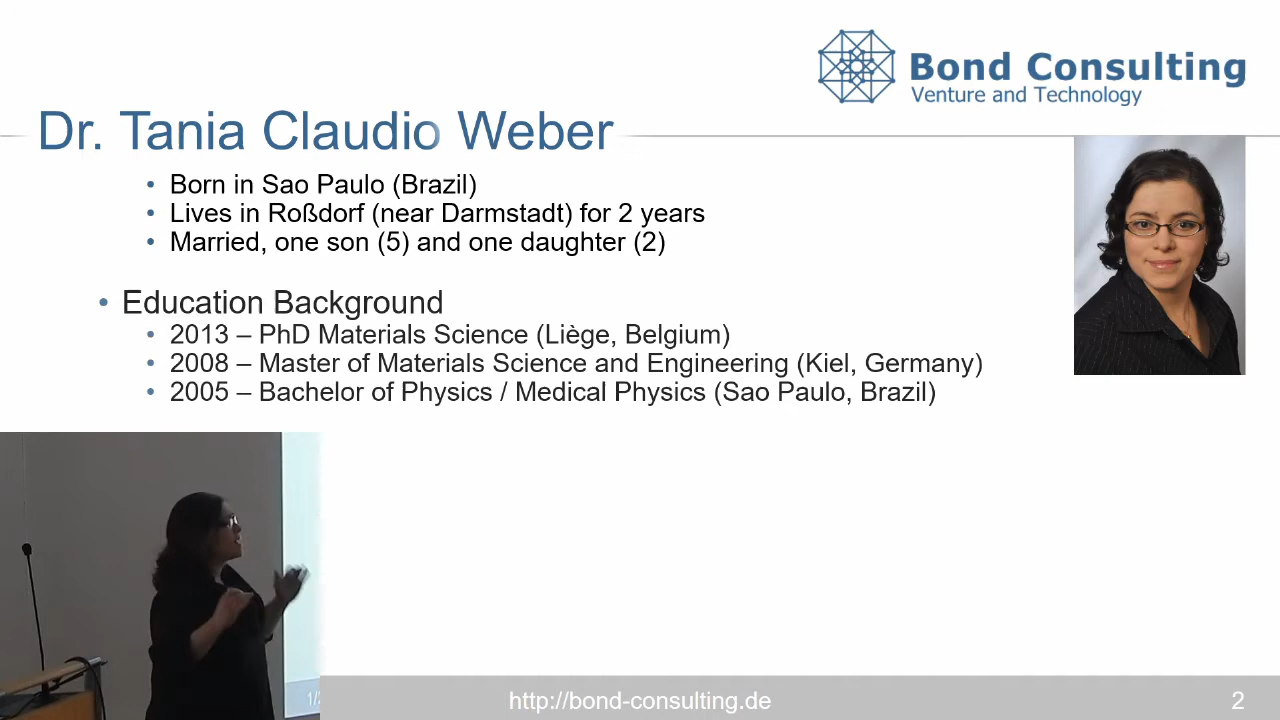 Bond Consulting
Venture and Technology
Dr. Tania Claudio Weber
• Born in Sao Paulo (Brazil)
• Lives in Roßdorf (near Darmstadt) for 2 years
• Married, one son (5) and one daughter (2)
• Education Background
• 2013 – PhD Materials Science (Liège, Belgium)
• 2008 – Master of Materials Science and Engineering (Kiel, Germany)
• 2005 – Bachelor of Physics / Medical Physics (Sao Paulo, Brazil)
http://bond-consulting.de
2